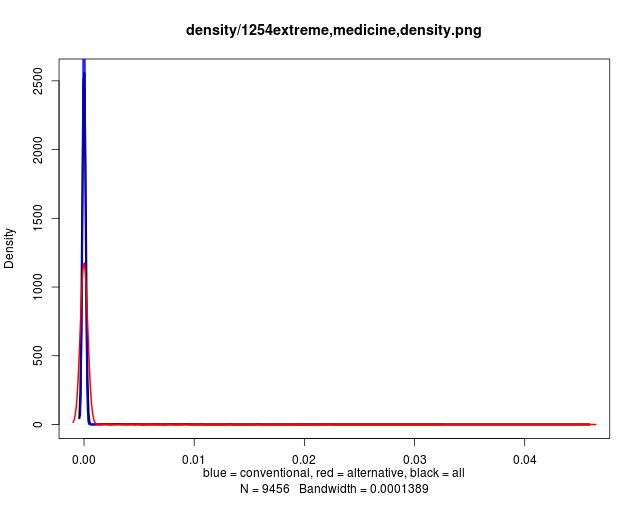 density/1254extreme,medicine,density.png
Density
2500
2000
1500
1000
500
0
0.00 0.01 0.02 0.03 0.04
blue = conventional, red = alternative, black = all
N = 9456 Bandwidth = 0.0001389